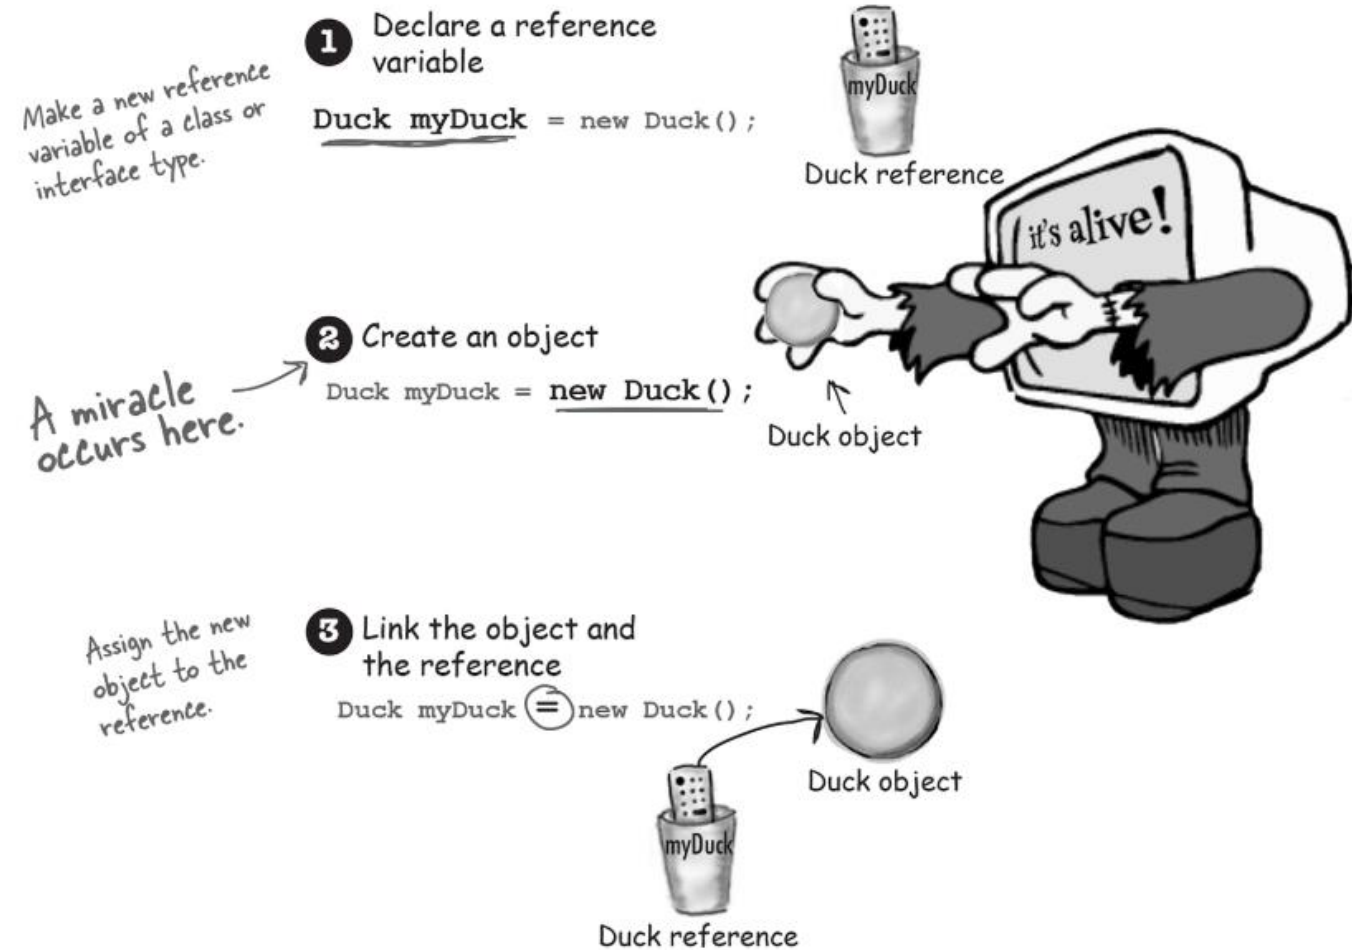 1 Declare a reference
variable
Make a new reference
variable of a class or
interface type.
Duck myDuck = new Duck();
myDuck
Duck reference
it's alive!
2 Create an object
A miracle
occurs here.
Duck myDuck = new Duck();
Duck object
3 Link the object and
the reference
Assign the new
object to the
reference.
Duck myDuck = new Duck();
Duck object
myDuck
Duck reference